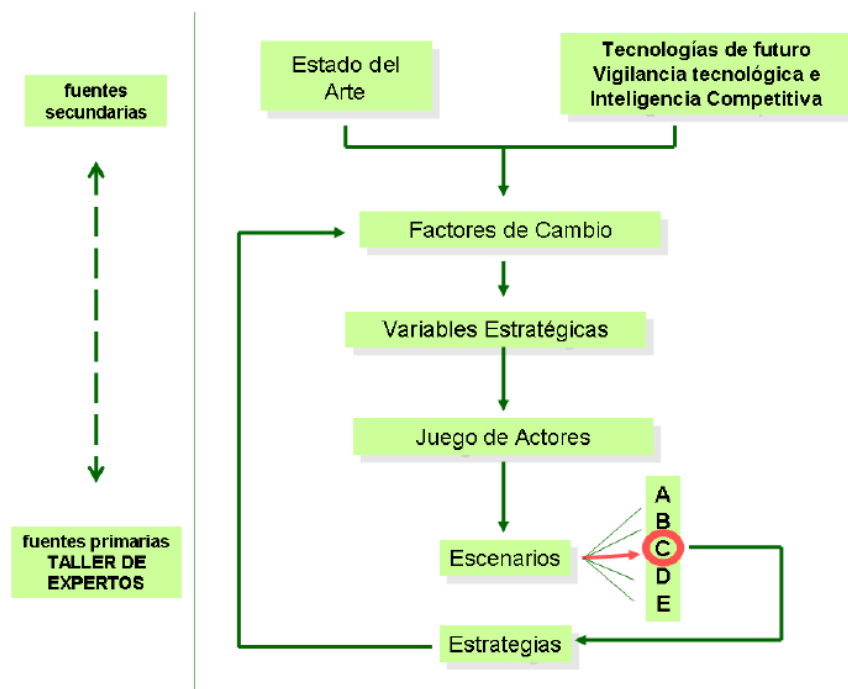 fuentes
secundarias
fuentes primarias
TALLER DE
EXPERTOS
Estado del
Arte
Tecnologías de futuro
Vigilancia tecnológica e
Inteligencia Competitiva
Factores de Cambio
Variables Estratégicas
Juego de Actores
Escenarios
A
B
C
D
E
Estrategias